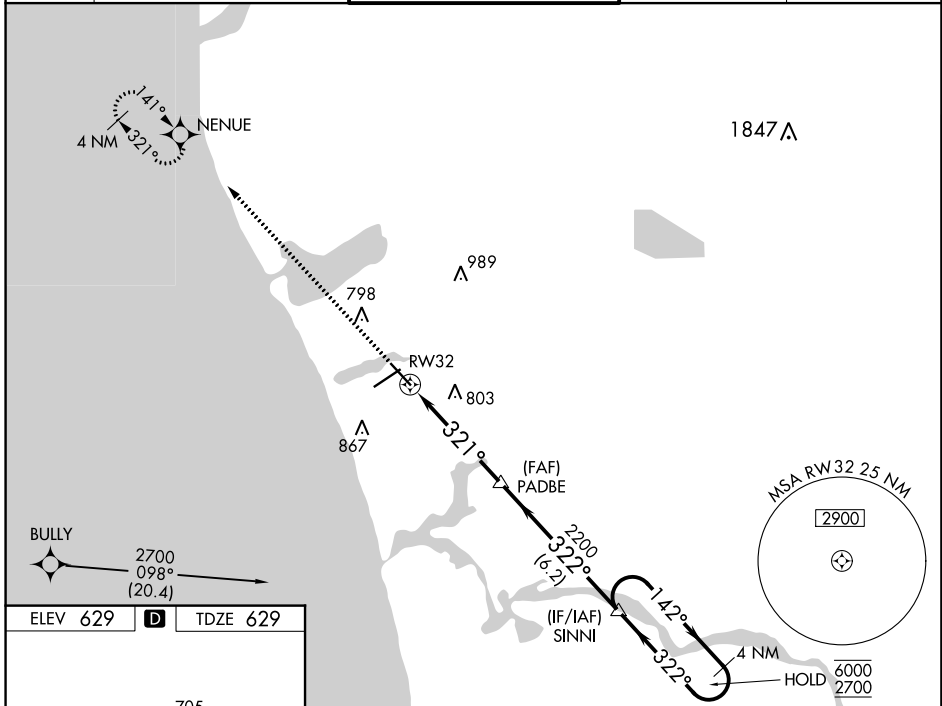 141°
NENUE
4 NM
321°
1847
989
798
RW32
803
321°
867
(FAF)
PADBE
MSA RW32 25 NM
2900
BULLY
2700
098°
(20.4)
2200
322°
(6.2)
142°
(IF/IAF)
SINNI
4 NM
322°
HOLD
6000
2700
ELEV 629
D
TDZE 629
705